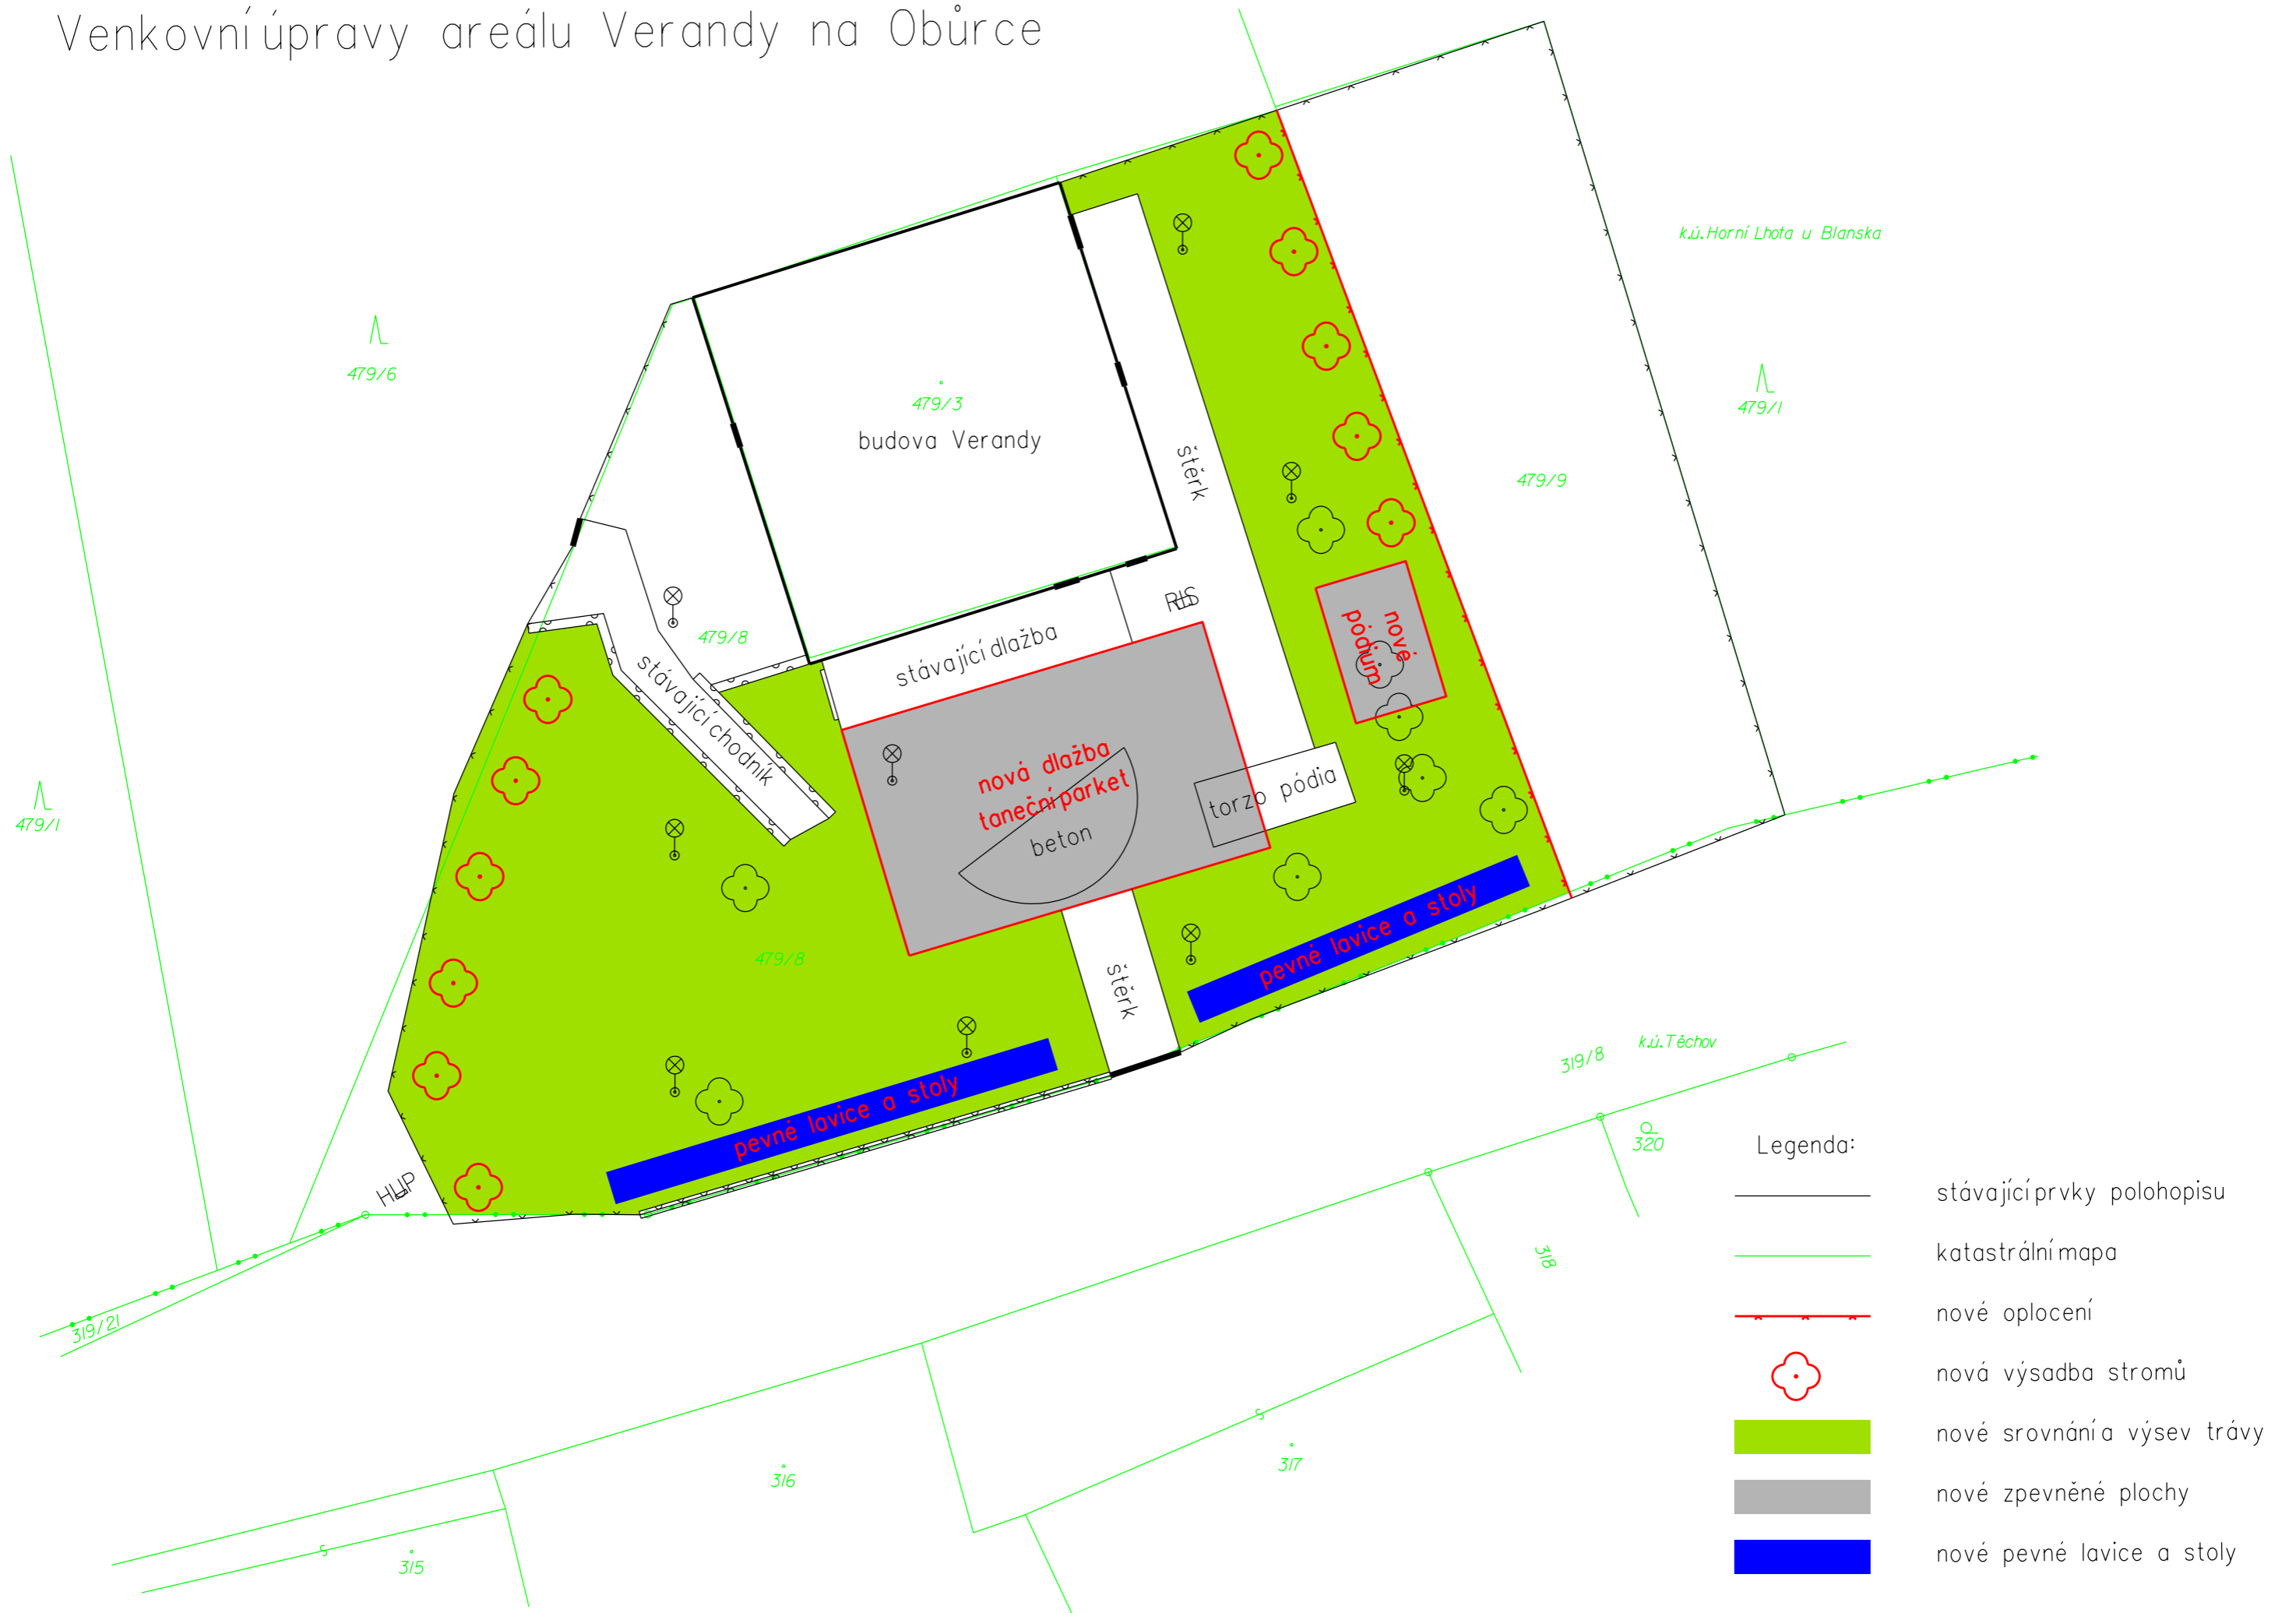 Venkovní úpravy areálu Verandy na Obůrce
k.ú. Horní Lhota u Blanska
479/6
479/3
budova Verandy
479/1
479/9
štěrk
RIS
479/8
stávající dlažba
nové
pódium
stávající chodník
nová dlažba
taneční parket
beton
torzo pódia
479/1
pevné lavice a stoly
479/8
štěrk
k.ú. Těchov
319/8
pevné lavice a stoly
320
HUP
319/21
318
316
317
315
Legenda:
stávající prvky polohopisu
katastrální mapa
nové oplocení
nová výsadba stromů
nové srovnání a výsev trávy
nové zpevněné plochy
nové pevné lavice a stoly